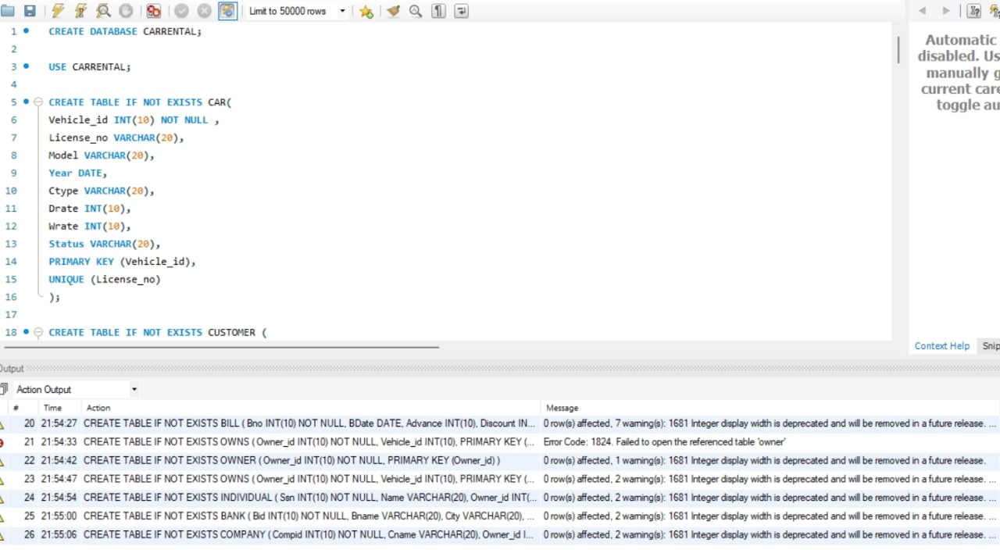 Limit to 50000 rows
1 CREATE DATABASE CARRENTAL;
2
3 USE CARRENTAL;
4
5 CREATE TABLE IF NOT EXISTS CAR(
6 Vehicle_id INT(10) NOT NULL ,
7 License_no VARCHAR(20),
8 Model VARCHAR(20),
9 Year DATE,
10 Ctype VARCHAR(20),
11 Drate INT(10),
12 Wrate INT(10),
13 Status VARCHAR(20),
14 PRIMARY KEY (Vehicle_id),
15 UNIQUE (License_no)
16 );
17
18 CREATE TABLE IF NOT EXISTS CUSTOMER (
Automatic
disabled. Us
manually g
current care
toggle au
Context Help Snip
Output
Action Output
# Time Action Message
20 21:54:27 CREATE TABLE IF NOT EXISTS BILL ( Bno INT(10) NOT NULL, BDate DATE, Advance INT(10), Discount IN... 0 row(s) affected, 7 warning(s): 1681 Integer display width is deprecated and will be removed in a future release. ...
21 21:54:33 CREATE TABLE IF NOT EXISTS OWNS ( Owner_id INT(10) NOT NULL, Vehicle_id INT(10), PRIMARY KEY (... Error Code: 1824. Failed to open the referenced table 'owner'
22 21:54:42 CREATE TABLE IF NOT EXISTS OWNER ( Owner_id INT(10) NOT NULL, PRIMARY KEY (Owner_id) ) 0 row(s) affected, 1 warning(s): 1681 Integer display width is deprecated and will be removed in a future release.
23 21:54:47 CREATE TABLE IF NOT EXISTS OWNS ( Owner_id INT(10) NOT NULL, Vehicle_id INT(10), PRIMARY KEY (... 0 row(s) affected, 2 warning(s): 1681 Integer display width is deprecated and will be removed in a future release. ...
24 21:54:54 CREATE TABLE IF NOT EXISTS INDIVIDUAL ( Ssn INT(10) NOT NULL, Name VARCHAR(20), Owner_id INT(... 0 row(s) affected, 2 warning(s): 1681 Integer display width is deprecated and will be removed in a future release. ...
25 21:55:00 CREATE TABLE IF NOT EXISTS BANK ( Bid INT(10) NOT NULL, Bname VARCHAR(20), City VARCHAR(20), ... 0 row(s) affected, 2 warning(s): 1681 Integer display width is deprecated and will be removed in a future release. ...
26 21:55:06 CREATE TABLE IF NOT EXISTS COMPANY ( Compid INT(10) NOT NULL, Cname VARCHAR(20), Owner_id I... 0 row(s) affected, 2 warning(s): 1681 Integer display width is deprecated and will be removed in a future release. ...